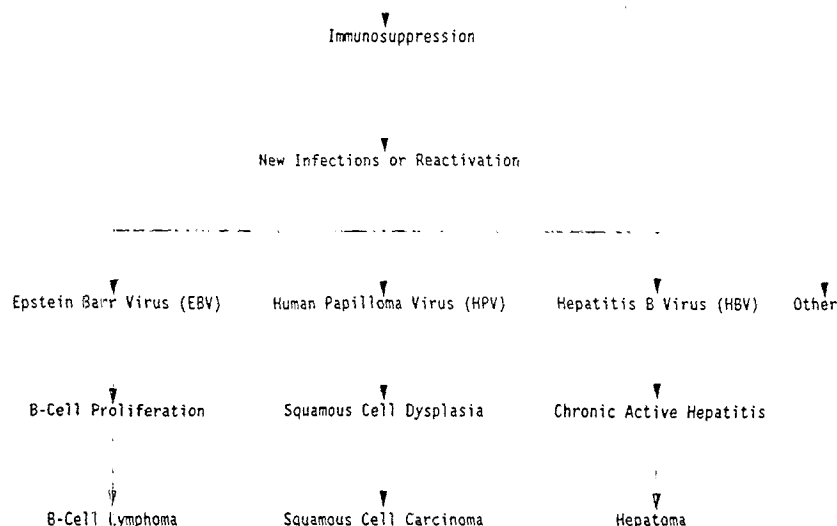 Immunosuppression
New Infections or Reactivation
Epstein Barr Virus (EBV) Human Papilloma Virus (HPV) Hepatitis B Virus (HBV) Other
B-Cell Proliferation Squamous Cell Dysplasia Chronic Active Hepatitis
B-Cell Lymphoma Squamous Cell Carcinoma Hepatoma